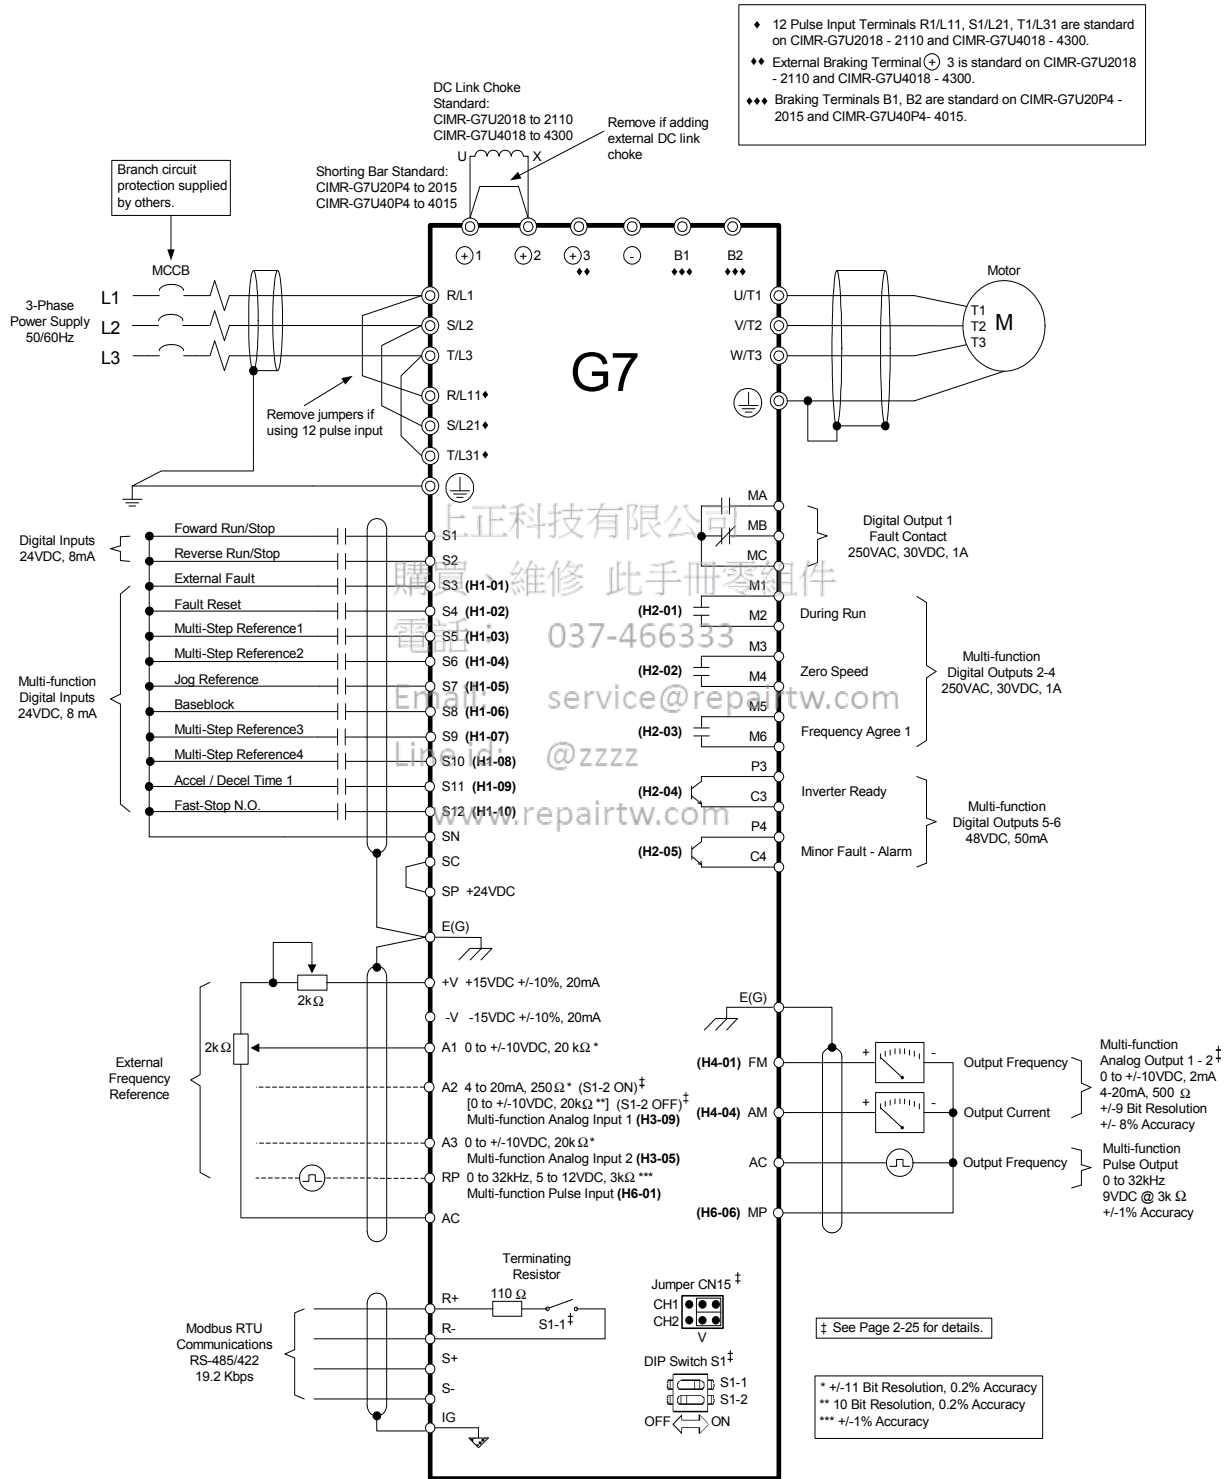 ♦ 12 Pulse Input Terminals R1/L11, S1/L21, T1/L31 are standard
on CIMR-G7U2018 - 2110 and CIMR-G7U4018 - 4300.
♦♦ External Braking Terminal + 3 is standard on CIMR-G7U2018
- 2110 and CIMR-G7U4018 - 4300.
♦♦♦ Braking Terminals B1, B2 are standard on CIMR-G7U20P4 -
2015 and CIMR-G7U40P4- 4015.
DC Link Choke
Standard:
CIMR-G7U2018 to 2110
CIMR-G7U4018 to 4300
Remove if adding
external DC link
choke
U X
Shorting Bar Standard:
CIMR-G7U20P4 to 2015
CIMR-G7U40P4 to 4015
Branch circuit
protection supplied
by others.
MCCB
3-Phase
Power Supply
50/60Hz
L1
L2
L3
+1 +2 +3 - B1 B2
♦♦ ♦♦♦ ♦♦♦
R/L1
S/L2
T/L3
R/L11♦
S/L21♦
T/L31♦
Remove jumpers if
using 12 pulse input
G7
U/T1
V/T2
W/T3
Motor
T1
T2
T3
M
上正科技有限公司
購買、維修 此手冊零組件
電話： 037-466333
Email: service@repairtw.com
Line id: @zzzz
www.repairtw.com
Digital Inputs
24VDC, 8mA
Foward Run/Stop S1
Reverse Run/Stop S2
Multi-function
Digital Inputs
24VDC, 8 mA
External Fault S3 (H1-01)
Fault Reset S4 (H1-02)
Multi-Step Reference1 S5 (H1-03)
Multi-Step Reference2 S6 (H1-04)
Jog Reference S7 (H1-05)
Baseblock S8 (H1-06)
Multi-Step Reference3 S9 (H1-07)
Multi-Step Reference4 S10 (H1-08)
Accel / Decel Time 1 S11 (H1-09)
Fast-Stop N.O. S12 (H1-10)
SN
SC
SP +24VDC
E(G)
MA
MB
MC
Digital Output 1
Fault Contact
250VAC, 30VDC, 1A
M1
(H2-01) M2 During Run
M3
(H2-02) M4 Zero Speed
M5
(H2-03) M6 Frequency Agree 1
Multi-function
Digital Outputs 2-4
250VAC, 30VDC, 1A
P3
(H2-04) C3 Inverter Ready
P4
(H2-05) C4 Minor Fault - Alarm
Multi-function
Digital Outputs 5-6
48VDC, 50mA
External
Frequency
Reference
2kΩ
2kΩ
+V +15VDC +/-10%, 20mA
-V -15VDC +/-10%, 20mA
A1 0 to +/-10VDC, 20 kΩ *
A2 4 to 20mA, 250Ω * (S1-2 ON)‡
[0 to +/-10VDC, 20kΩ **] (S1-2 OFF)‡
Multi-function Analog Input 1 (H3-09)
A3 0 to +/-10VDC, 20kΩ *
Multi-function Analog Input 2 (H3-05)
RP 0 to 32kHz, 5 to 12VDC, 3kΩ ***
Multi-function Pulse Input (H6-01)
AC
E(G)
(H4-01) FM + - Output Frequency
(H4-04) AM + - Output Current
AC Output Frequency
(H6-06) MP
Multi-function
Analog Output 1 - 2‡
0 to +/-10VDC, 2mA
4-20mA, 500 Ω
+/-9 Bit Resolution
+/- 8% Accuracy
Multi-function
Pulse Output
0 to 32kHz
9VDC @ 3k Ω
+/-1% Accuracy
Modbus RTU
Communications
RS-485/422
19.2 Kbps
R+
R-
S+
S-
IG
Terminating
Resistor
110 Ω
S1-1‡
Jumper CN15 ‡
CH1
CH2
V
DIP Switch S1‡
S1-1
S1-2
OFF ON
‡ See Page 2-25 for details.
* +/-11 Bit Resolution, 0.2% Accuracy
** 10 Bit Resolution, 0.2% Accuracy
*** +/-1% Accuracy